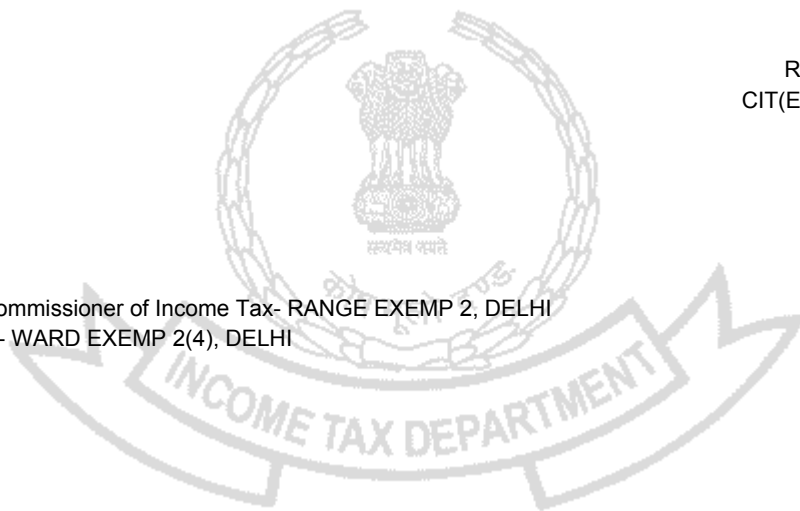 R
CIT(E
सत्यमेव जयते
ommissioner of Income Tax- RANGE EXEMP 2, DELHI
- WARD EXEMP 2(4), DELHI
INCOME TAX DEPARTMENT